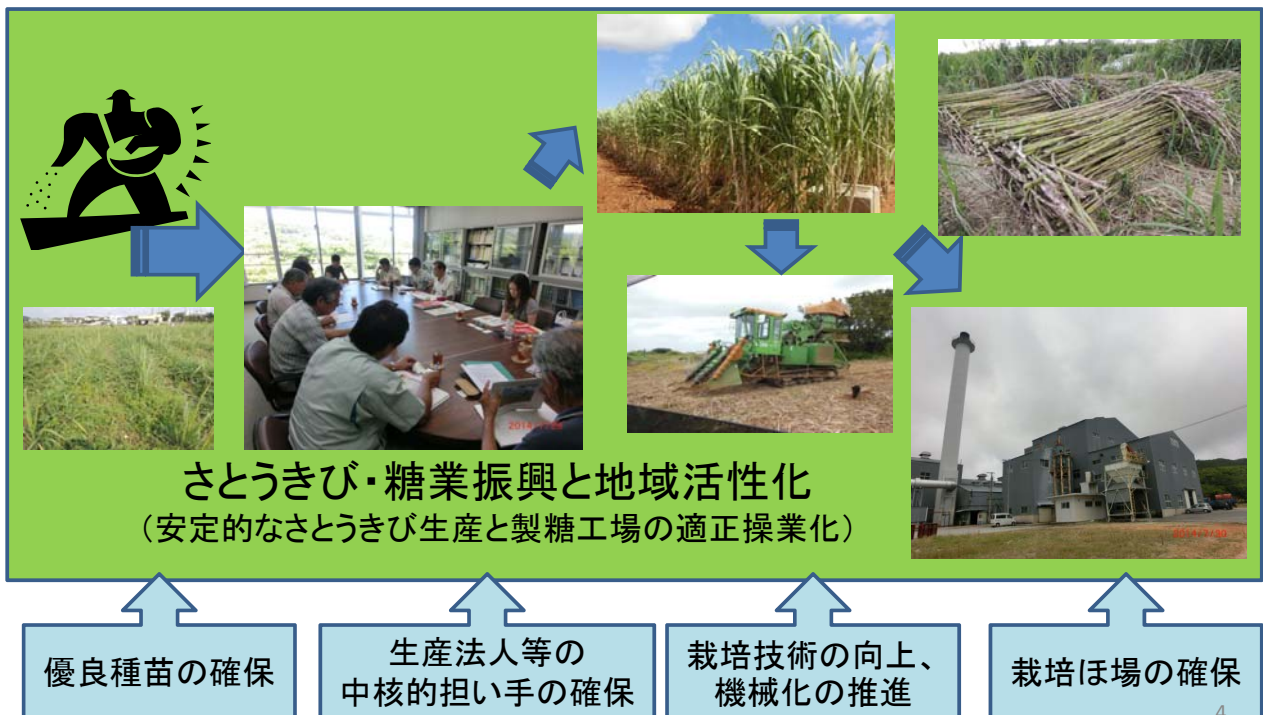 さとうきび・糖業振興と地域活性化
(安定的なさとうきび生産と製糖工場の適正操業化)
優良種苗の確保
生産法人等の
中核的担い手の確保
栽培技術の向上、
機械化の推進
栽培ほ場の確保
4